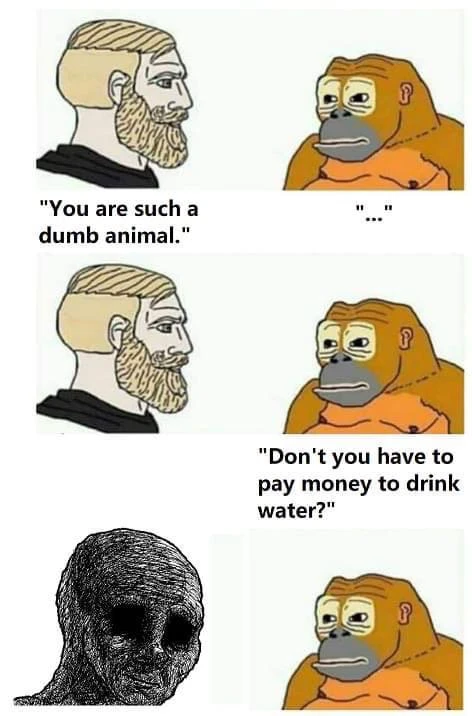 "You are such a
dumb animal."
"..."
"Don't you have to
pay money to drink
water?"